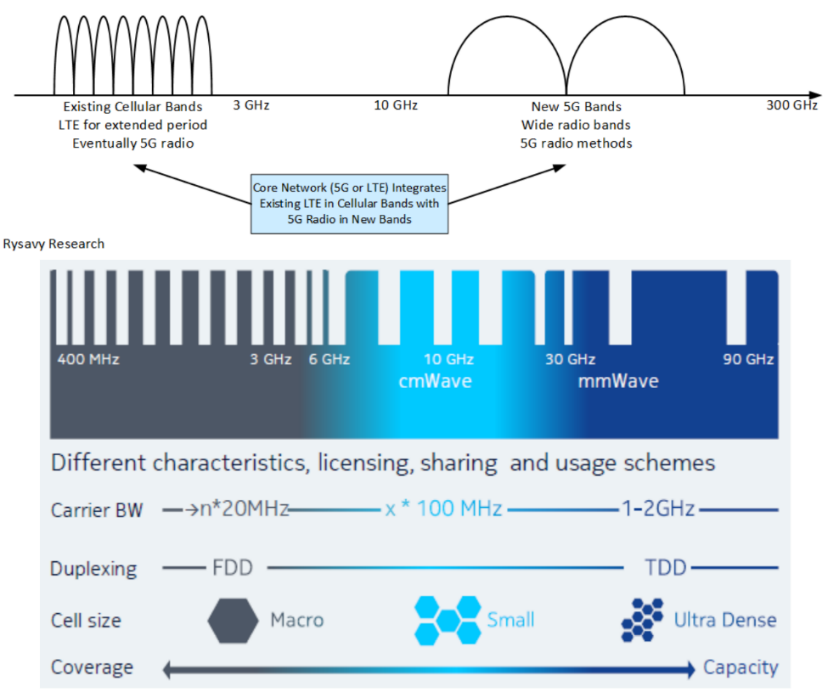 Existing Cellular Bands
LTE for extended period
Eventually 5G radio
3 GHz
10 GHz
New 5G Bands
Wide radio bands
5G radio methods
300 GHz
Core Network (5G or LTE) Integrates
Existing LTE in Cellular Bands with
5G Radio in New Bands
Rysavy Research
400 MHz 3 GHz 6 GHz 10 GHz 30 GHz 90 GHz
cmWave mmWave
Different characteristics, licensing, sharing and usage schemes
Carrier BW →n*20MHz x * 100 MHz 1-2GHz
Duplexing FDD TDD
Cell size Macro Small Ultra Dense
Coverage Capacity